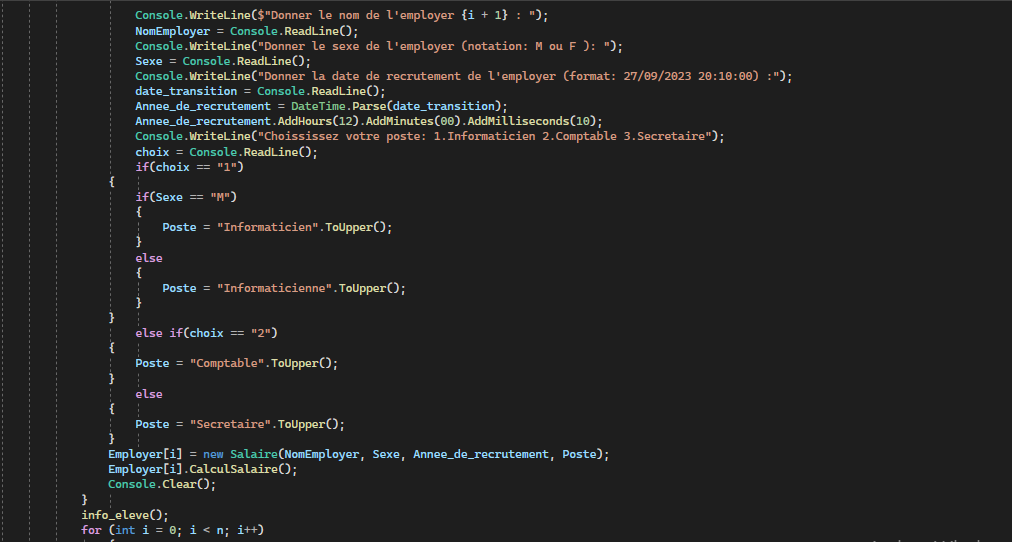 Console.WriteLine($"Donner le nom de l'employer {i + 1} : ");
NomEmployer = Console.ReadLine();
Console.WriteLine("Donner le sexe de l'employer (notation: M ou F ): ");
Sexe = Console.ReadLine();
Console.WriteLine("Donner la date de recrutement de l'employer (format: 27/09/2023 20:10:00) :");
date_transition = Console.ReadLine();
Annee_de_recrutement = DateTime.Parse(date_transition);
Annee_de_recrutement.AddHours(12).AddMinutes(00).AddMilliseconds(10);
Console.WriteLine("Choississez votre poste: 1.Informaticien 2.Comptable 3.Secretaire");
choix = Console.ReadLine();
if(choix == "1")
{
if(Sexe == "M")
{
Poste = "Informaticien".ToUpper();
}
else
{
Poste = "Informaticienne".ToUpper();
}
}
else if(choix == "2")
{
Poste = "Comptable".ToUpper();
}
else
{
Poste = "Secretaire".ToUpper();
}
Employer[i] = new Salaire(NomEmployer, Sexe, Annee_de_recrutement, Poste);
Employer[i].CalculSalaire();
Console.Clear();
}
info_eleve();
for (int i = 0; i < n; i++)